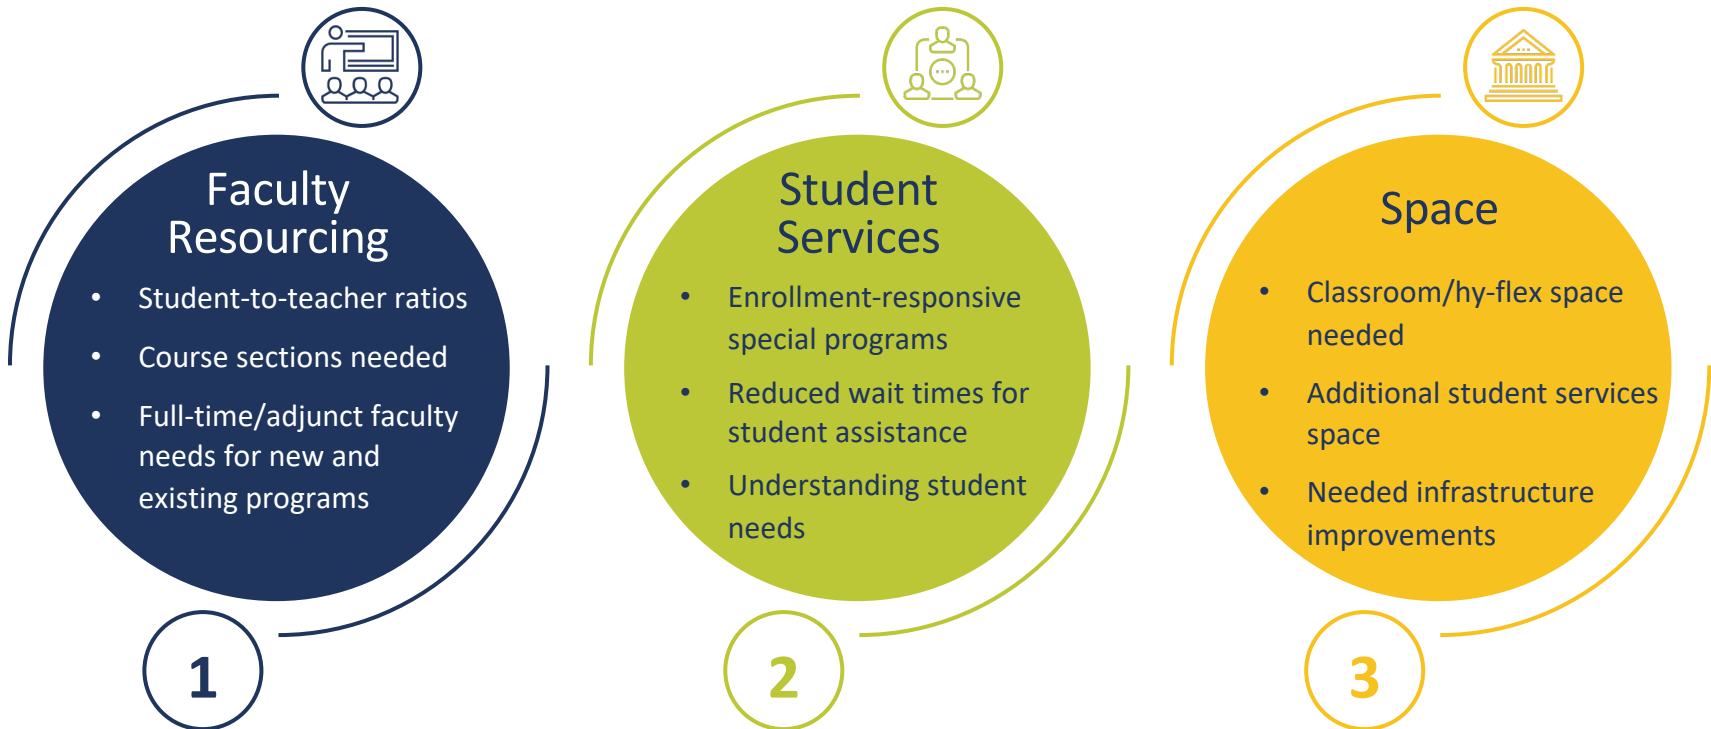 Faculty
Resourcing
• Student-to-teacher ratios
• Course sections needed
• Full-time/adjunct faculty
needs for new and
existing programs
1
Student
Services
• Enrollment-responsive
special programs
• Reduced wait times for
student assistance
• Understanding student
needs
2
Space
• Classroom/hy-flex space
needed
• Additional student services
space
• Needed infrastructure
improvements
3